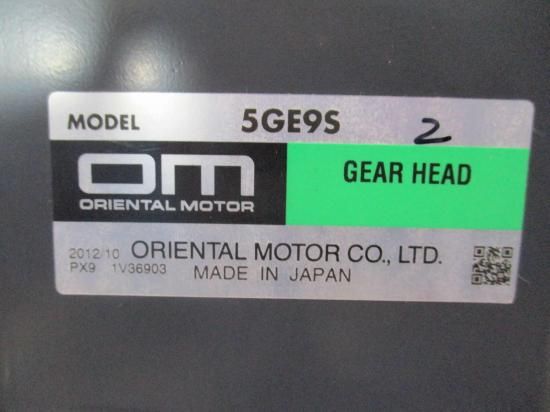 MODEL 5GE9S 2
om
ORIENTAL MOTOR
GEAR HEAD
2012/10 ORIENTAL MOTOR CO., LTD.
PX9 1V36903 MADE IN JAPAN